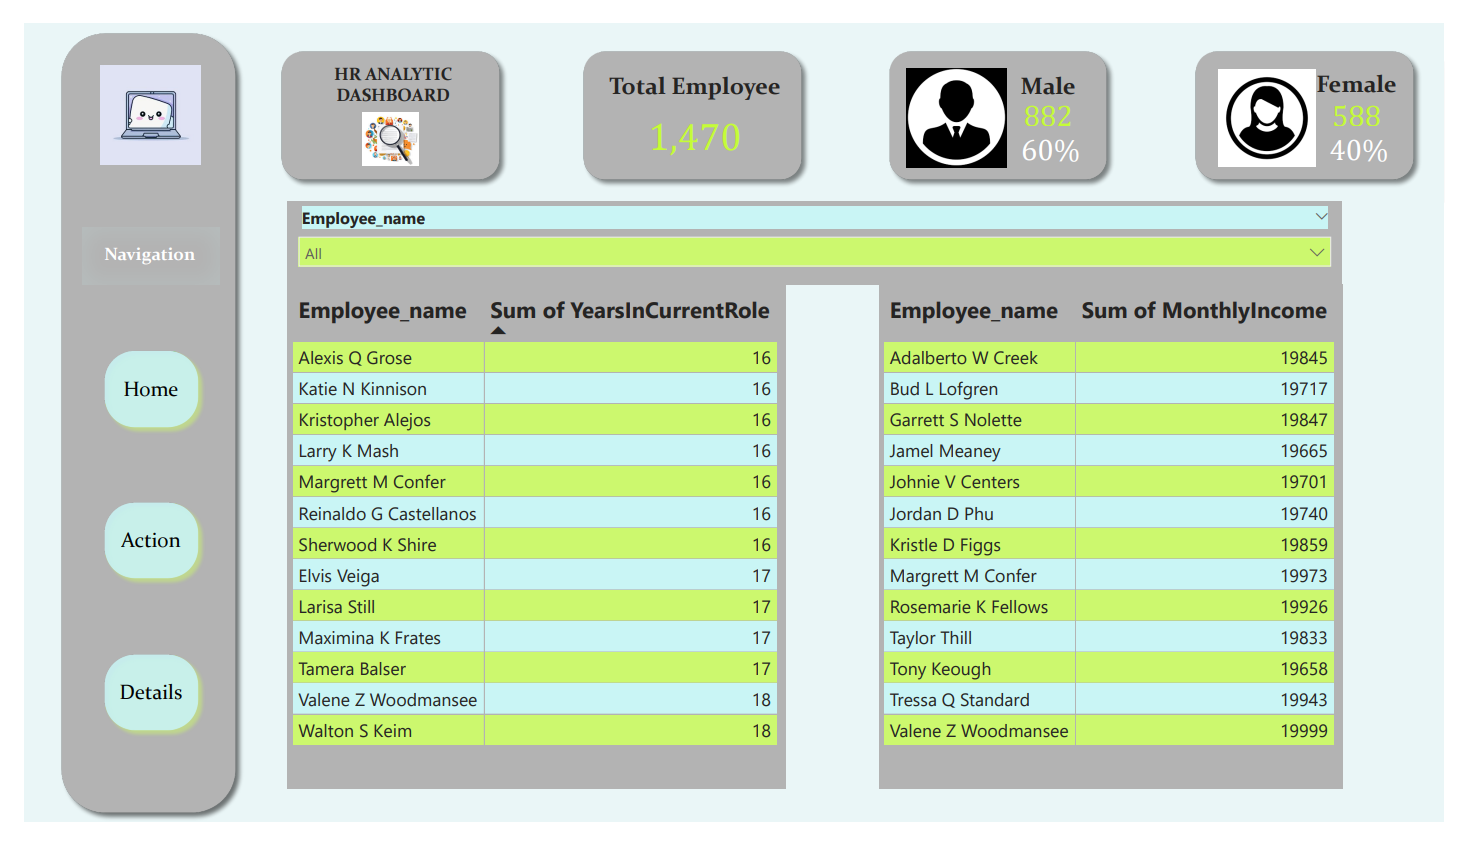 HR ANALYTIC
DASHBOARD
Total Employee
1,470
Male
882
60%
Female
588
40%
Navigation
Home
Action
Details
Employee_name
All
Employee_name Sum of YearsInCurrentRole
Alexis Q Grose 16
Katie N Kinnison 16
Kristopher Alejos 16
Larry K Mash 16
Margrett M Confer 16
Reinaldo G Castellanos 16
Sherwood K Shire 16
Elvis Veiga 17
Larisa Still 17
Maximina K Frates 17
Tamera Balser 17
Valene Z Woodmansee 18
Walton S Keim 18
Employee_name Sum of MonthlyIncome
Adalberto W Creek 19845
Bud L Lofgren 19717
Garrett S Nolette 19847
Jamel Meaney 19665
Johnie V Centers 19701
Jordan D Phu 19740
Kristle D Figgs 19859
Margrett M Confer 19973
Rosemarie K Fellows 19926
Taylor Thill 19833
Tony Keough 19658
Tressa Q Standard 19943
Valene Z Woodmansee 19999